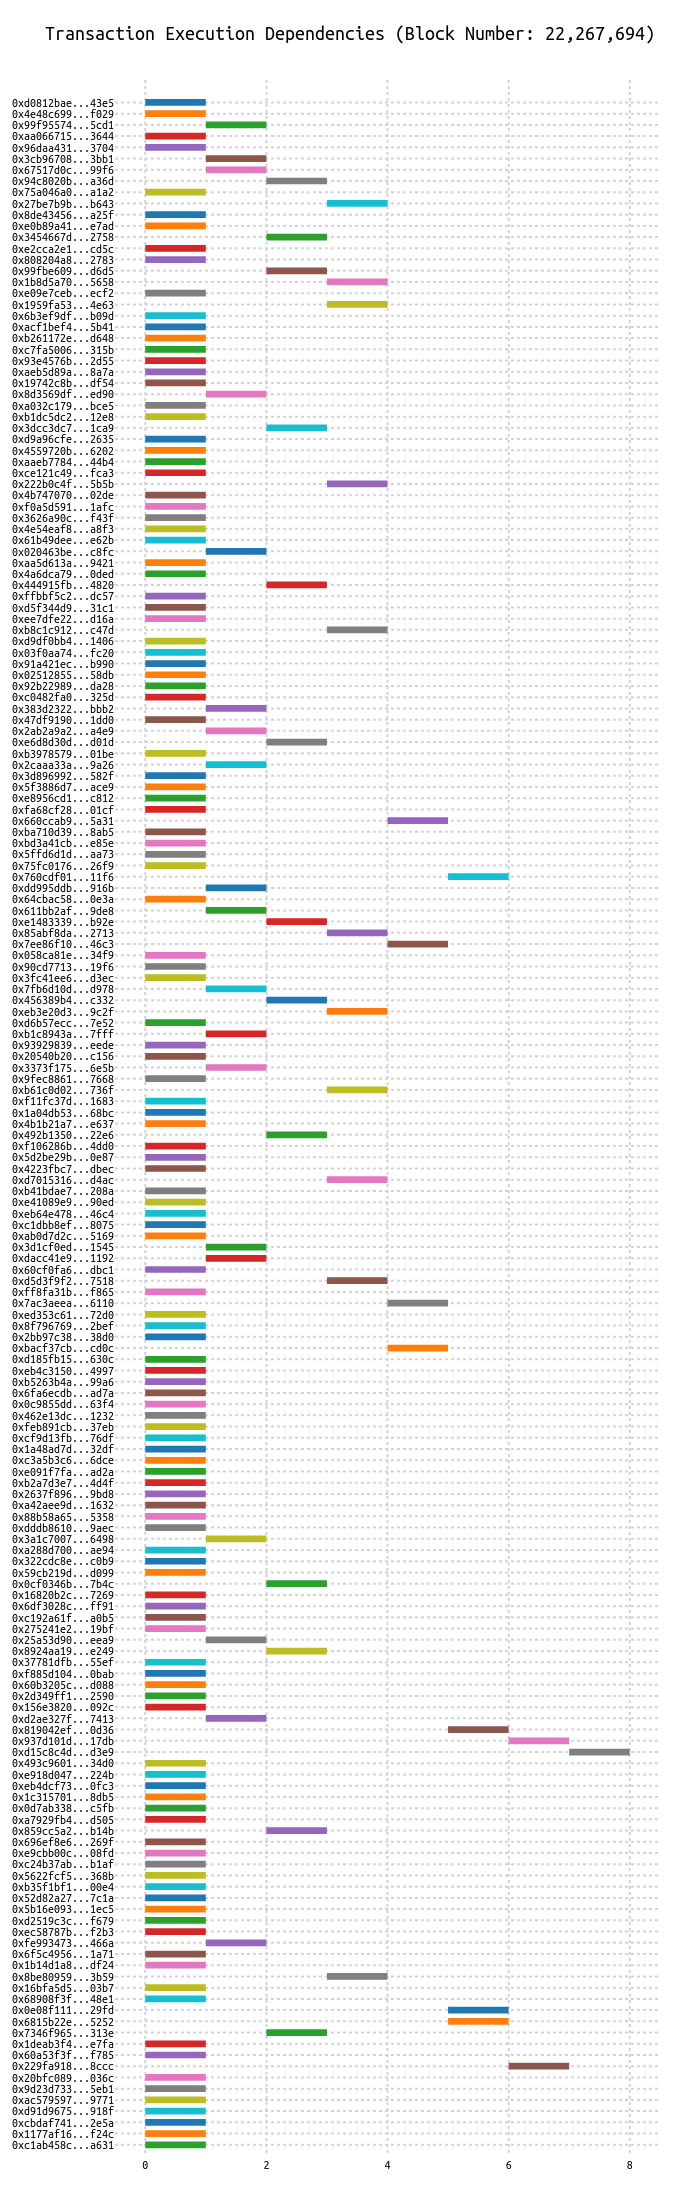 Transaction Execution Dependencies (Block Number: 22,267,694)
0xd0812bae...43e5
0x4e48c699...f029
0x99f95574...5cd1
0xaa066715...3644
0x96daa431...3704
0x3cb96708...3bb1
0x67517d0c...99f6
0x94c8020b...a36d
0x75a046a0...a1a2
0x27be7b9b...b643
0x8de43456...a25f
0xe0b89a41...e7ad
0x3454667d...2758
0xe2cca2e1...cd5c
0x808204a8...2783
0x99fbe609...d6d5
0x1b8d5a70...5658
0xe09e7ceb...ecf2
0x1959fa53...4e63
0x6b3ef9df...b09d
0xacf1bef4...5b41
0xb261172e...d648
0xc7fa5006...315b
0x93e4576b...2d55
0xaeb5d89a...8a7a
0x19742c8b...df54
0x8d3569df...ed90
0xa032c179...bce5
0xb1dc5dc2...12e8
0x3dcc3dc7...1ca9
0xd9a96cfe...2635
0x4559720b...6202
0xaaeb7784...44b4
0xce121c49...fca3
0x222b0c4f...5b5b
0x4b747070...02de
0xf0a5d591...1afc
0x3626a90c...f43f
0x4e54eaf8...a8f3
0x61b49dee...e62b
0x020463be...c8fc
0xaa5d613a...9421
0x4a6dca79...0ded
0x444915fb...4820
0xffbbf5c2...dc57
0xd5f344d9...31c1
0xee7dfe22...d16a
0xb8c1c912...c47d
0xd9df0bb4...1406
0x03f0aa74...fc20
0x91a421ec...b990
0x02512855...58db
0x92b22989...da28
0xc0482fa0...325d
0x383d2322...bbb2
0x47df9190...1dd0
0x2ab2a9a2...a4e9
0xe6d8d30d...d01d
0xb3978579...01be
0x2caaa33a...9a26
0x3d896992...582f
0x5f3886d7...ace9
0xe8956cd1...c812
0xfa68cf28...01cf
0x660ccab9...5a31
0xba710d39...8ab5
0xbd3a41cb...e85e
0x5ffd6d1d...aa73
0x75fc0176...26f9
0x760cdf01...11f6
0xdd995ddb...916b
0x64cbac58...0e3a
0x611bb2af...9de8
0xe1483339...b92e
0x85abf8da...2713
0x7ee86f10...46c3
0x058ca81e...34f9
0x90cd7713...19f6
0x3fc41ee6...d3ec
0x7fb6d10d...d978
0x456389b4...c332
0xeb3e20d3...9c2f
0xd6b57ecc...7e52
0xb1c8943a...7fff
0x93929839...eede
0x20540b20...c156
0x3373f175...6e5b
0x9fec8861...7668
0xb61c0d02...736f
0xf11fc37d...1683
0x1a04db53...68bc
0x4b1b21a7...e637
0x492b1350...22e6
0xf106286b...4dd0
0x5d2be29b...0e87
0x4223fbc7...dbec
0xd7015316...d4ac
0xb41bdae7...208a
0xe41089e9...90ed
0xeb64e478...46c4
0xc1dbb8ef...8075
0xab0d7d2c...5169
0x3d1cf0ed...1545
0xdacc41e9...1192
0x60cf0fa6...dbc1
0xd5d3f9f2...7518
0xff8fa31b...f865
0x7ac3aeea...6110
0xed353c61...72d0
0x8f796769...2bef
0x2bb97c38...38d0
0xbacf37cb...cd0c
0xd185fb15...630c
0xeb4c3150...4997
0xb5263b4a...99a6
0x6fa6ecdb...ad7a
0x0c9855dd...63f4
0x462e13dc...1232
0xfeb891cb...37eb
0xcf9d13fb...76df
0x1a48ad7d...32df
0xc3a5b3c6...6dce
0xe091f7fa...ad2a
0xb2a7d3e7...4d4f
0x2637f896...9bd8
0xa42aee9d...1632
0x88b58a65...5358
0xdddb8610...9aec
0x3a1c7007...6498
0xa288d700...ae94
0x322cdc8e...c0b9
0x59cb219d...d099
0x0cf0346b...7b4c
0x16820b2c...7269
0x6df3028c...ff91
0xc192a61f...a0b5
0x275241e2...19bf
0x25a53d90...eea9
0x8924aa19...e249
0x37781dfb...55ef
0xf885d104...0bab
0x60b3205c...d088
0x2d349ff1...2590
0x156e3820...092c
0xd2ae327f...7413
0x819042ef...0d36
0x937d101d...17db
0xd15c8c4d...d3e9
0x493c9601...34d0
0xe918d047...224b
0xeb4dcf73...0fc3
0x1c315701...8db5
0x0d7ab338...c5fb
0xa7929fb4...d505
0x859cc5a2...b14b
0x696ef8e6...269f
0xe9cbb00c...08fd
0xc24b37ab...b1af
0x5622fcf5...368b
0xb35f1bf1...00e4
0x52d82a27...7c1a
0x5b16e093...1ec5
0xd2519c3c...f679
0xec58787b...f2b3
0xfe993473...466a
0x6f5c4956...1a71
0x1b14d1a8...df24
0x8be80959...3b59
0x16bfa5d5...03b7
0x68908f3f...48e1
0x0e08f111...29fd
0x6815b22e...5252
0x7346f965...313e
0x1deab3f4...e7fa
0x60a53f3f...f785
0x229fa918...8ccc
0x20bfc089...036c
0x9d23d733...5eb1
0xac579597...9771
0xd91d9675...918f
0xcbdaf741...2e5a
0x1177af16...f24c
0xc1ab458c...a631
0 2 4 6 8